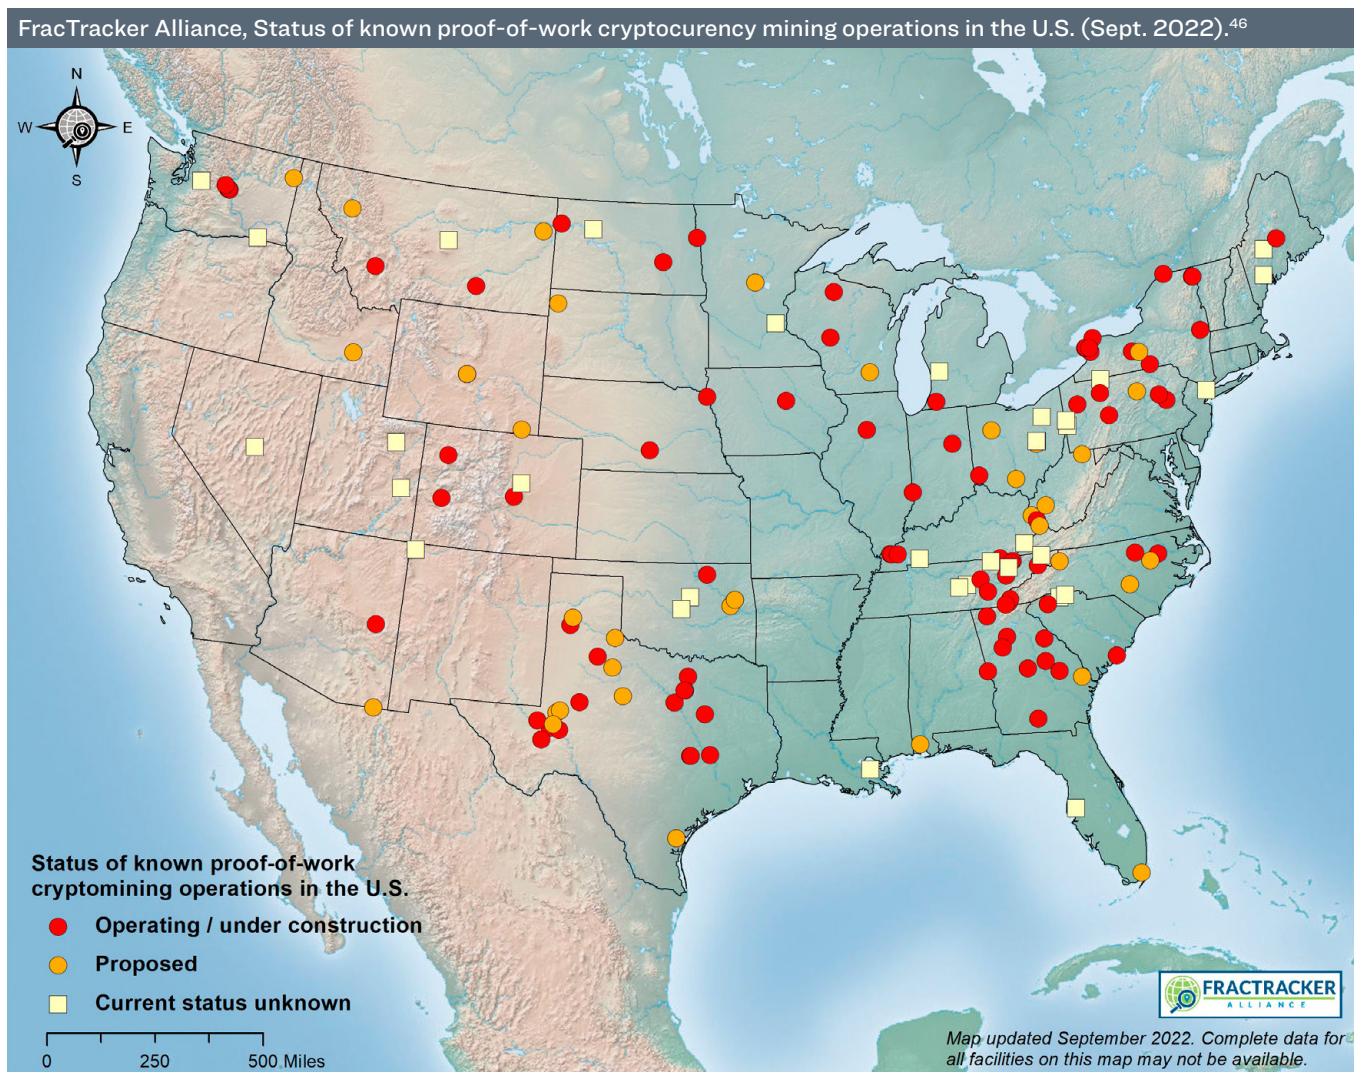 FracTracker Alliance, Status of known proof-of-work cryptocurency mining operations in the U.S. (Sept. 2022).46
N
W E
S
Status of known proof-of-work
cryptomining operations in the U.S.
Operating / under construction
Proposed
Current status unknown
0 250 500 Miles
FRACTRACKER
ALLIANCE
Map updated September 2022. Complete data for
all facilities on this map may not be available.